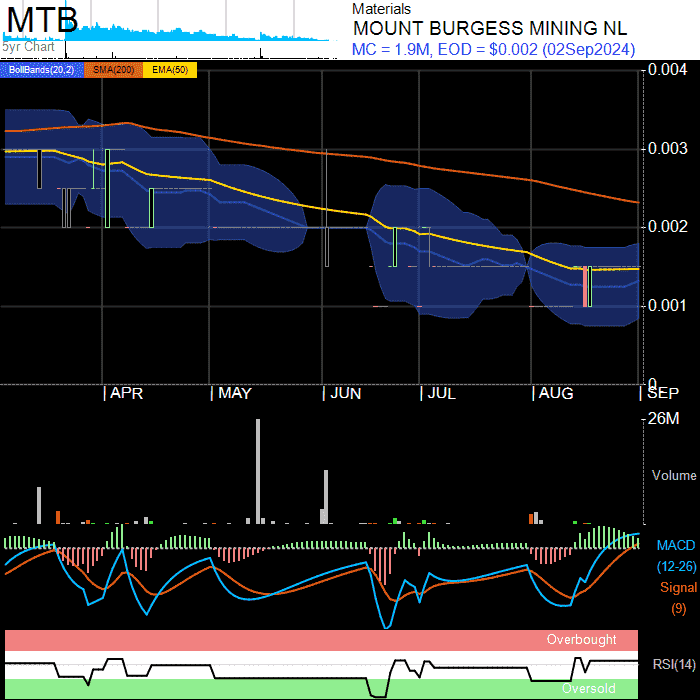 MTB
5yr Chart
Materials
MOUNT BURGESS MINING NL
MC = 1.9M, EOD = $0.002 (02Sep2024)
BollBands(20,2) SMA(200) EMA(50)
0.004
0.003
0.002
0.001
0
APR MAY JUN JUL AUG SEP
26M
Volume
MACD
(12-26)
Signal
(9)
Overbought
RSI(14)
Oversold